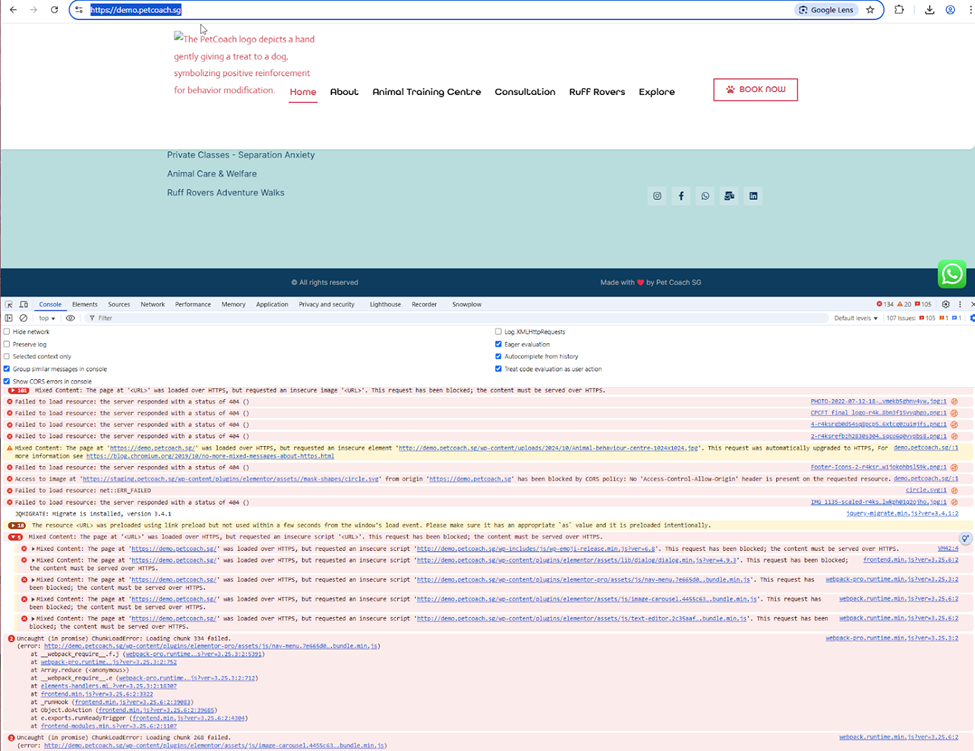 https://demo.petcoach.sg
Google Lens
The PetCoach logo depicts a hand
gently giving a treat to a dog,
symbolizing positive reinforcement
for behavior modification.
Home
About
Animal Training Centre
Consultation
Ruff Rovers
Explore
BOOK NOW
Private Classes - Separation Anxiety
Animal Care & Welfare
Ruff Rovers Adventure Walks
© All rights reserved
Made with ❤ by Pet Coach SG
Console Elements Sources Network Performance Memory Application Privacy and security Lighthouse Recorder Snowplow
134 20 105
top
Filter
Default levels
107 Issues: 105 1 1
Hide network
Log XMLHttpRequests
Preserve log
Eager evaluation
Selected context only
Autocomplete from history
Group similar messages in console
Treat code evaluation as user action
Show CORS errors in console
Mixed Content: The page at '<URL>' was loaded over HTTPS, but requested an insecure image '<URL>'. This request has been blocked; the content must be served over HTTPS.
Failed to load resource: the server responded with a status of 404 ()
Failed to load resource: the server responded with a status of 404 ()
Failed to load resource: the server responded with a status of 404 ()
Failed to load resource: the server responded with a status of 404 ()
Mixed Content: The page at 'https://demo.petcoach.sg/' was loaded over HTTPS, but requested an insecure element 'http://demo.petcoach.sg/wp-content/uploads/2024/10/Animal-behaviour-centre-1024x1024.jpg'. This request was automatically upgraded to HTTPS, For demo.petcoach.sg/:1
more information see https://blog.chromium.org/2019/10/no-more-mixed-messages-about-https.html
Failed to load resource: the server responded with a status of 404 ()
Access to image at 'https://staging.petcoach.sg/wp-content/plugins/elementor/assets/mask-shapes/circle.svg' from origin 'https://demo.petcoach.sg' has been blocked by CORS policy: No 'Access-Control-Allow-Origin' header is present on the requested resource. demo.petcoach.sg/:1
Failed to load resource: net::ERR_FAILED circle.svg:1
Failed to load resource: the server responded with a status of 404 ()
JQMIGRATE: Migrate is installed, version 3.4.1 jquery-migrate.min.js?ver=3.4.1:2
18 The resource <URL> was preloaded using link preload but not used within a few seconds from the window's load event. Please make sure it has an appropriate `as` value and it is preloaded intentionally.
5 Mixed Content: The page at '<URL>' was loaded over HTTPS, but requested an insecure script '<URL>'. This request has been blocked; the content must be served over HTTPS.
Mixed Content: The page at 'https://demo.petcoach.sg/' was loaded over HTTPS, but requested an insecure script 'http://demo.petcoach.sg/wp-includes/js/wp-emoji-release.min.js?ver=6.8'. This request has been blocked; the content must be served over HTTPS.
Mixed Content: The page at 'https://demo.petcoach.sg/' was loaded over HTTPS, but requested an insecure script 'http://demo.petcoach.sg/wp-content/plugins/elementor/assets/lib/dialog/dialog.min.js?ver=4.9.3'. This request has been blocked; frontend.min.js?ver=3.25.6:2
the content must be served over HTTPS.
Mixed Content: The page at 'https://demo.petcoach.sg/' was loaded over HTTPS, but requested an insecure script 'http://demo.petcoach.sg/wp-content/plugins/elementor-pro/assets/js/nav-menu.7e665d0…bundle.min.js'. This request has webpack-pro.runtime.min.js?ver=3.25.3:2
been blocked; the content must be served over HTTPS.
Mixed Content: The page at 'https://demo.petcoach.sg/' was loaded over HTTPS, but requested an insecure script 'http://demo.petcoach.sg/wp-content/plugins/elementor/assets/js/image-carousel.4455c63…bundle.min.js'. This request has webpack.runtime.min.js?ver=3.25.6:2
been blocked; the content must be served over HTTPS.
Mixed Content: The page at 'https://demo.petcoach.sg/' was loaded over HTTPS, but requested an insecure script 'http://demo.petcoach.sg/wp-content/plugins/elementor/assets/js/text-editor.2c35aaf…bundle.min.js'. This request has been webpack.runtime.min.js?ver=3.25.6:2
blocked; the content must be served over HTTPS.
2 Uncaught (in promise) ChunkLoadError: Loading chunk 334 failed. webpack-pro.runtime.min.js?ver=3.25.3:2
(error: http://demo.petcoach.sg/wp-content/plugins/elementor-pro/assets/js/nav-menu.7e665d0…bundle.min.js)
at __webpack_require__.f.j (webpack-pro.runtime…js?ver=3.25.3:2:5391)
at webpack-pro.runtime…js?ver=3.25.3:2:752
at Array.reduce (<anonymous>)
at __webpack_require__.e (webpack-pro.runtime…js?ver=3.25.3:2:712)
at elements-handlers.mi…?ver=3.25.3:2:18307
at frontend.min.js?ver=3.25.6:2:3322
at _runHook (frontend.min.js?ver=3.25.6:2:39083)
at Object.doAction (frontend.min.js?ver=3.25.6:2:39685)
at e.exports.runReadyTrigger (frontend.min.js?ver=3.25.6:2:4304)
at frontend-modules.min…s?ver=3.25.6:2:1107
2 Uncaught (in promise) ChunkLoadError: Loading chunk 268 failed. webpack.runtime.min.js?ver=3.25.6:2
(error: http://demo.petcoach.sg/wp-content/plugins/elementor/assets/js/image-carousel.4455c63…bundle.min.js)